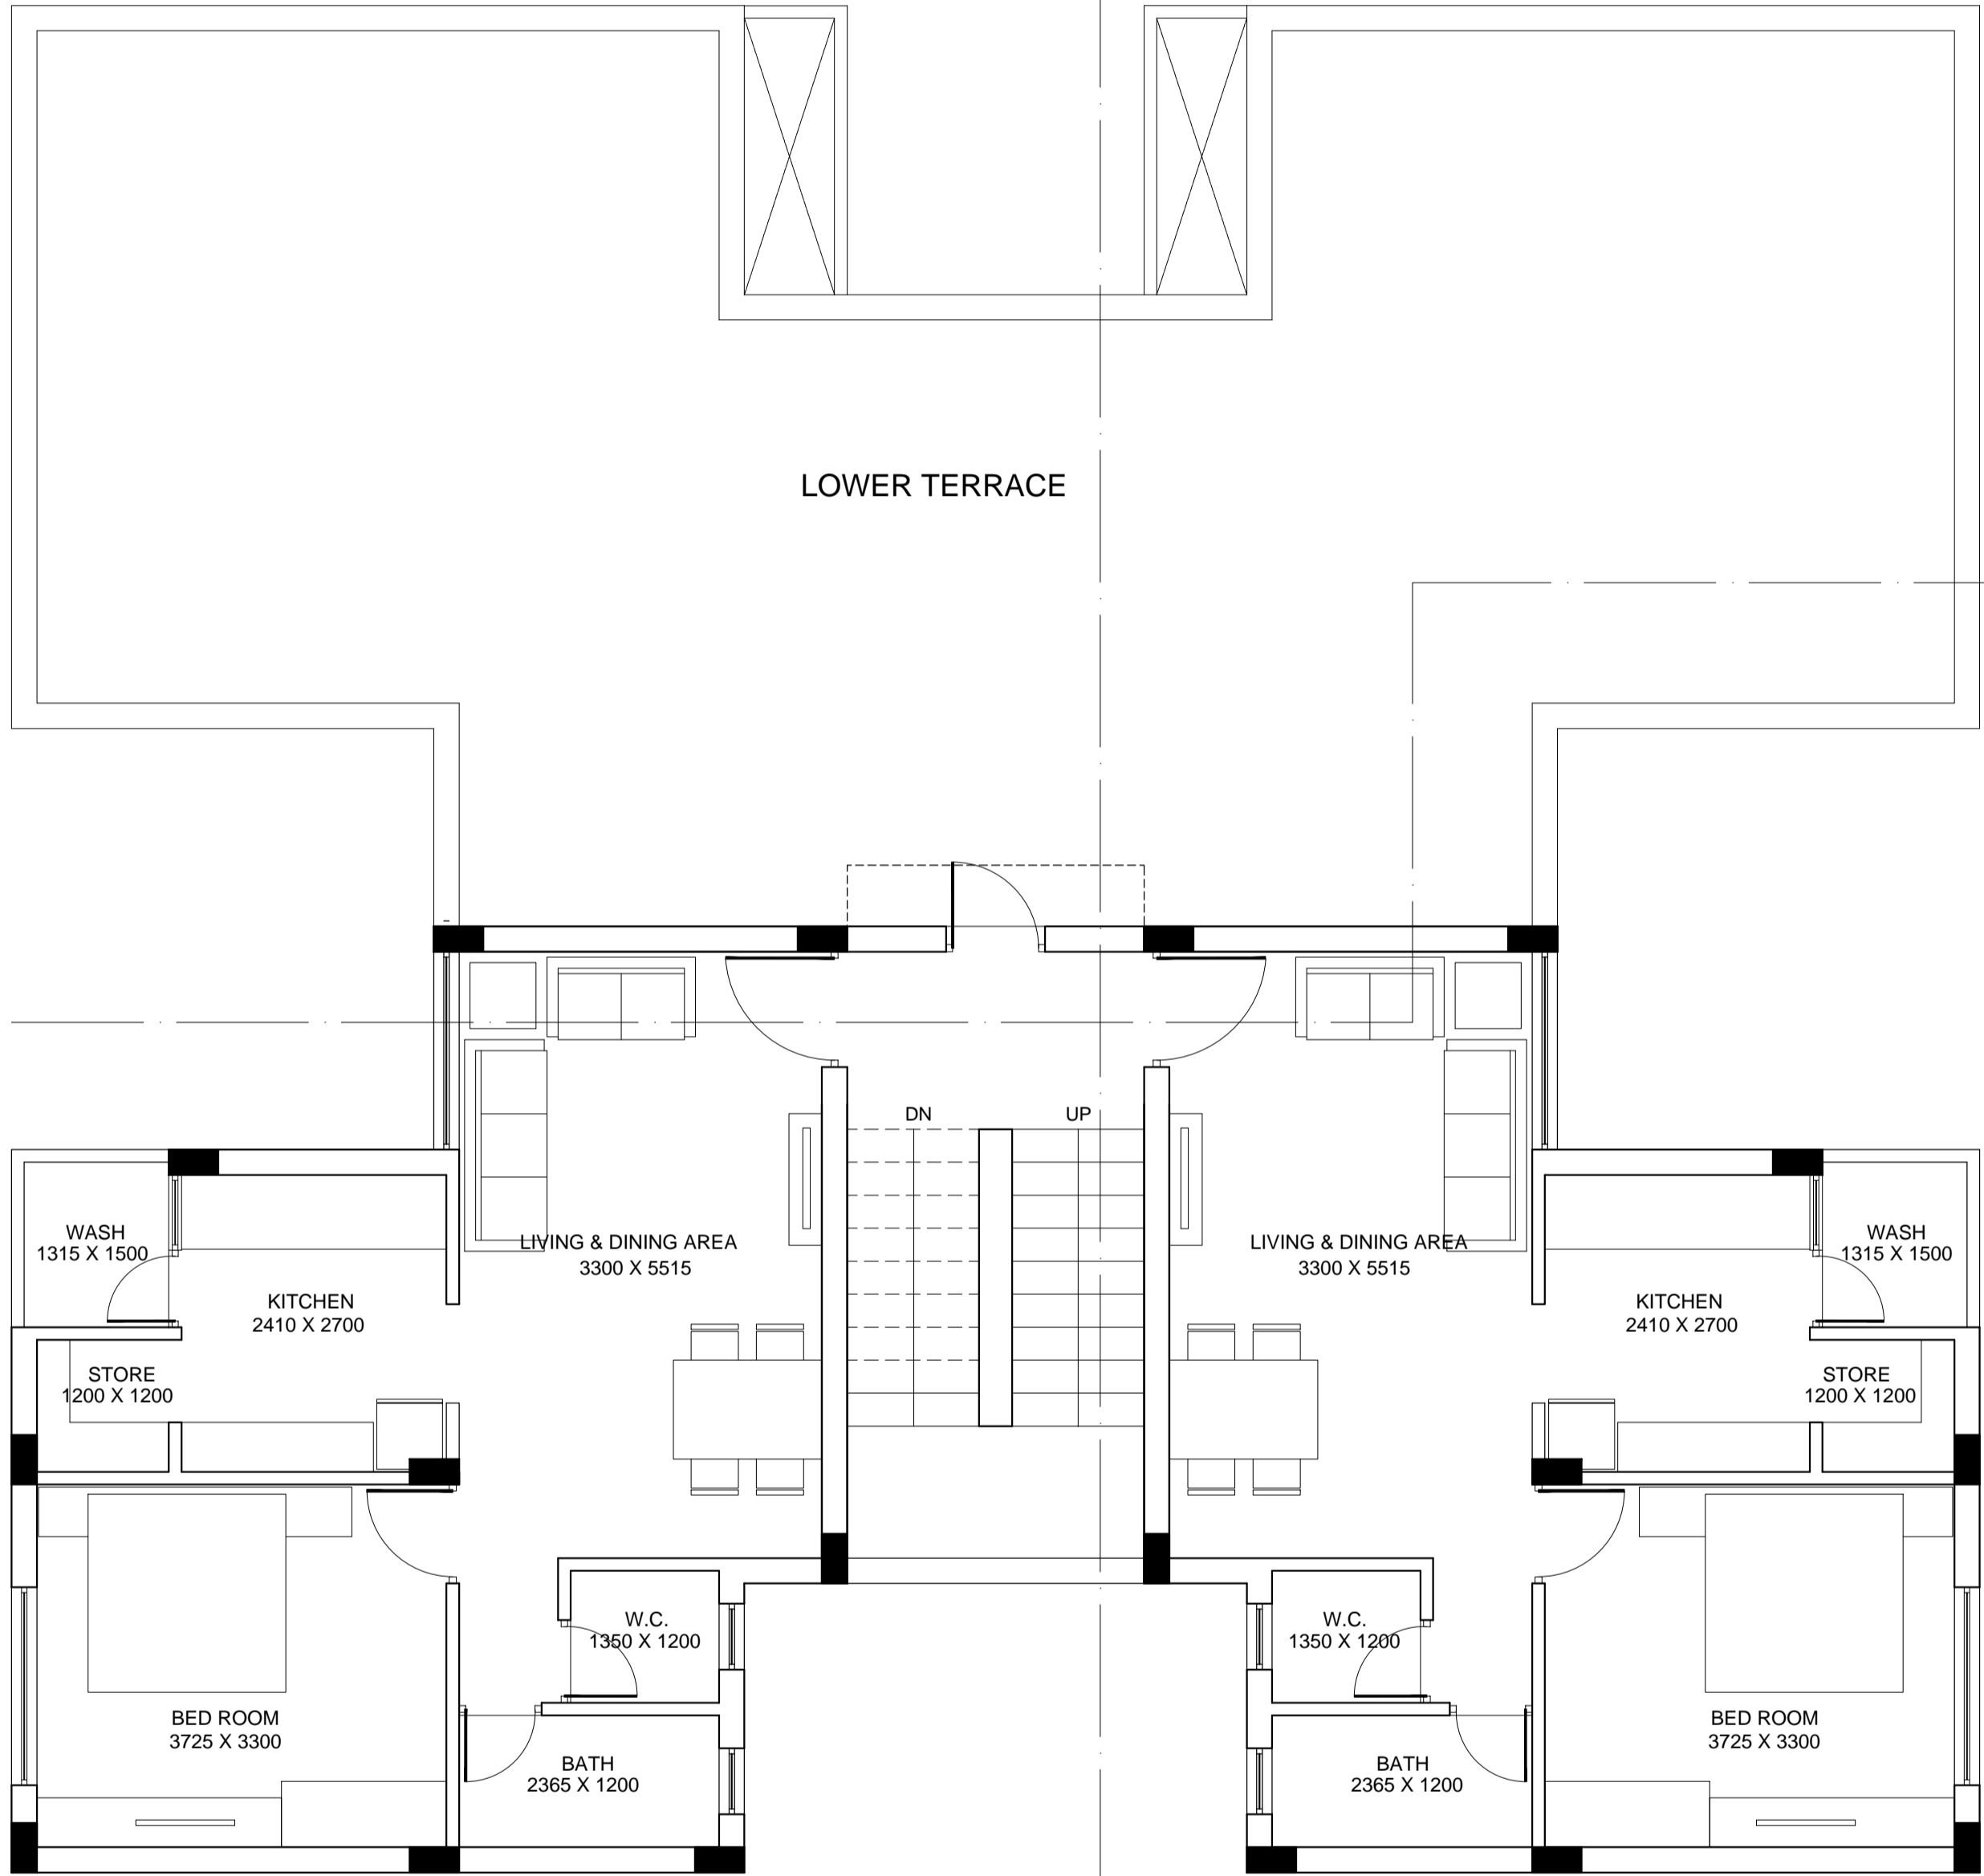 LOWER TERRACE
DN
UP
WASH
1315 X 1500
LIVING & DINING AREA
3300 X 5515
LIVING & DINING AREA
3300 X 5515
WASH
1315 X 1500
KITCHEN
2410 X 2700
KITCHEN
2410 X 2700
STORE
1200 X 1200
STORE
1200 X 1200
W.C.
1350 X 1200
W.C.
1350 X 1200
BED ROOM
3725 X 3300
BED ROOM
3725 X 3300
BATH
2365 X 1200
BATH
2365 X 1200